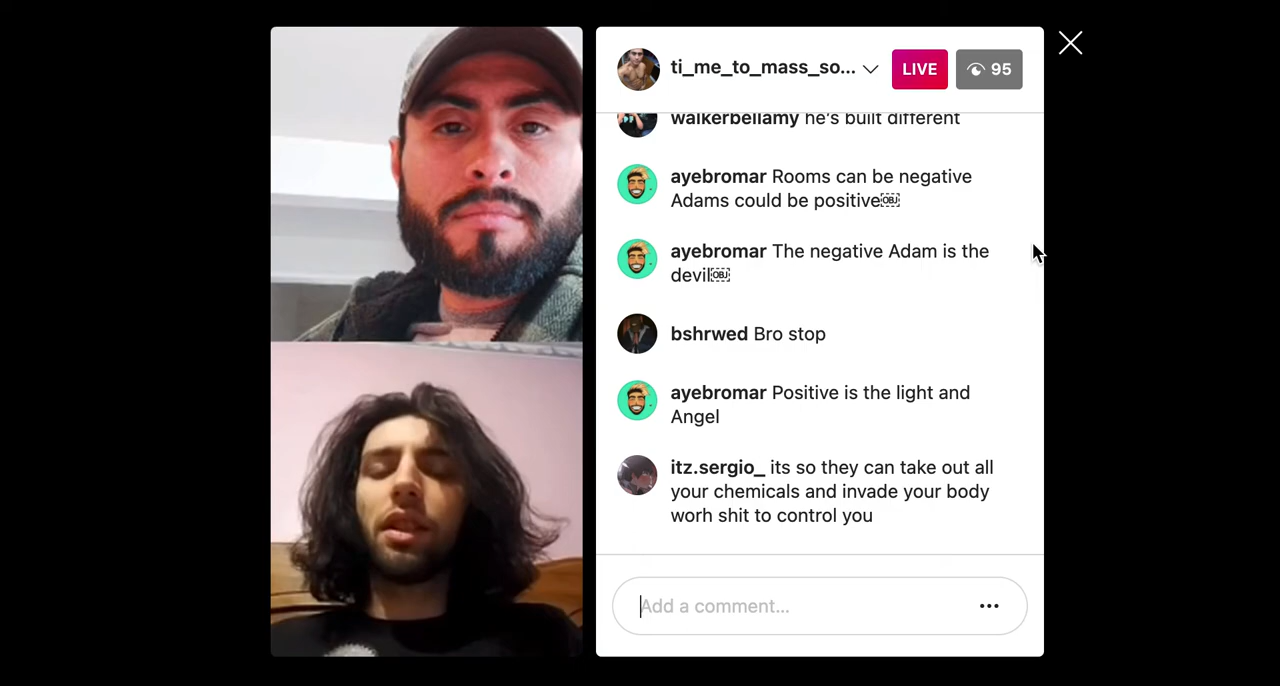 ti_me_to_mass_so...
LIVE
95
walkerbellamy he's built different
ayebromar Rooms can be negative
Adams could be positive￼
ayebromar The negative Adam is the
devil￼
bshrwed Bro stop
ayebromar Positive is the light and
Angel
itz.sergio_ its so they can take out all
your chemicals and invade your body
worh shit to control you
Add a comment...